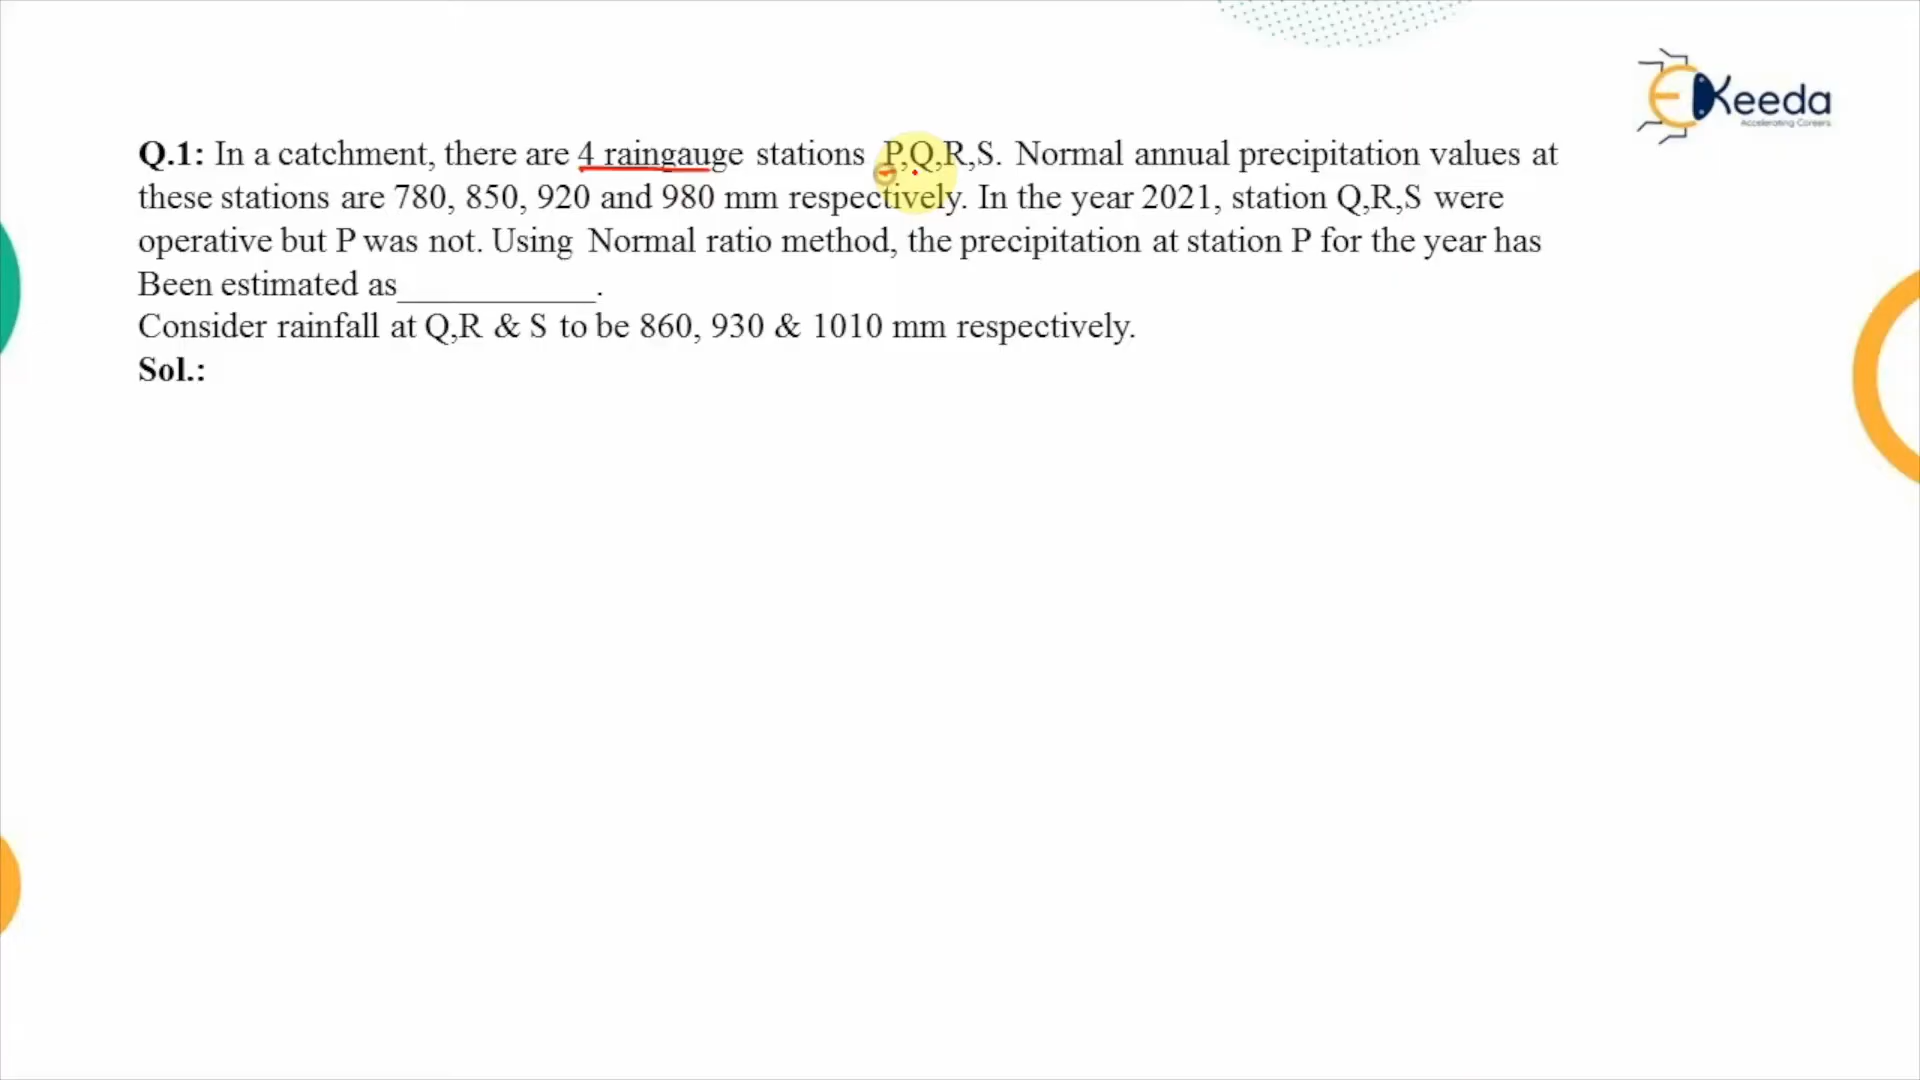 EKeeda
Accelerating Careers
Q.1: In a catchment, there are 4 raingauge stations P,Q,R,S. Normal annual precipitation values at
these stations are 780, 850, 920 and 980 mm respectively. In the year 2021, station Q,R,S were
operative but P was not. Using Normal ratio method, the precipitation at station P for the year has
Been estimated as___________.
Consider rainfall at Q,R & S to be 860, 930 & 1010 mm respectively.
Sol.: